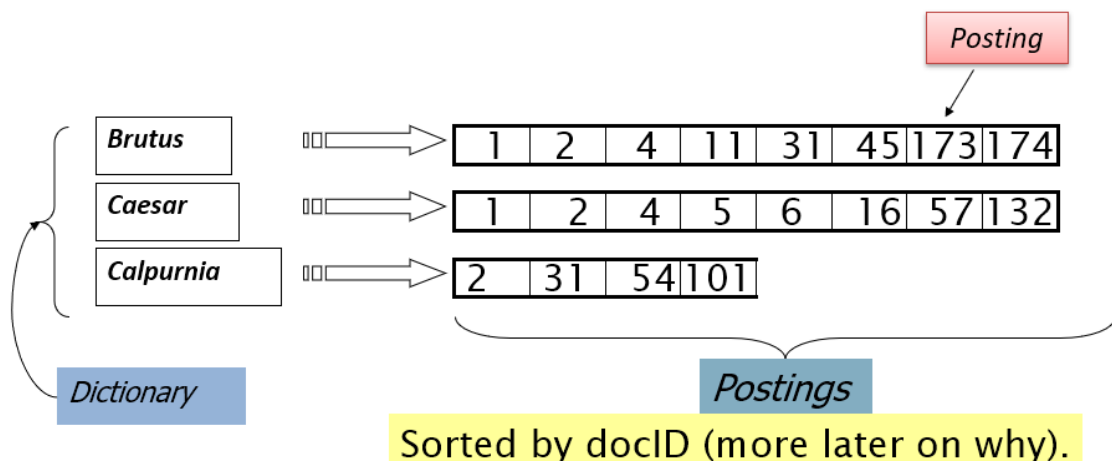 Posting
Brutus 1 2 4 11 31 45 173 174
Caesar 1 2 4 5 6 16 57 132
Calpurnia 2 31 54 101
Dictionary
Postings
Sorted by docID (more later on why).